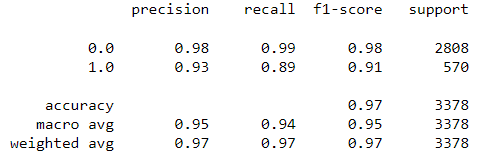 precision recall f1-score support
0.0 0.98 0.99 0.98 2808
1.0 0.93 0.89 0.91 570
accuracy 0.97 3378
macro avg 0.95 0.94 0.95 3378
weighted avg 0.97 0.97 0.97 3378